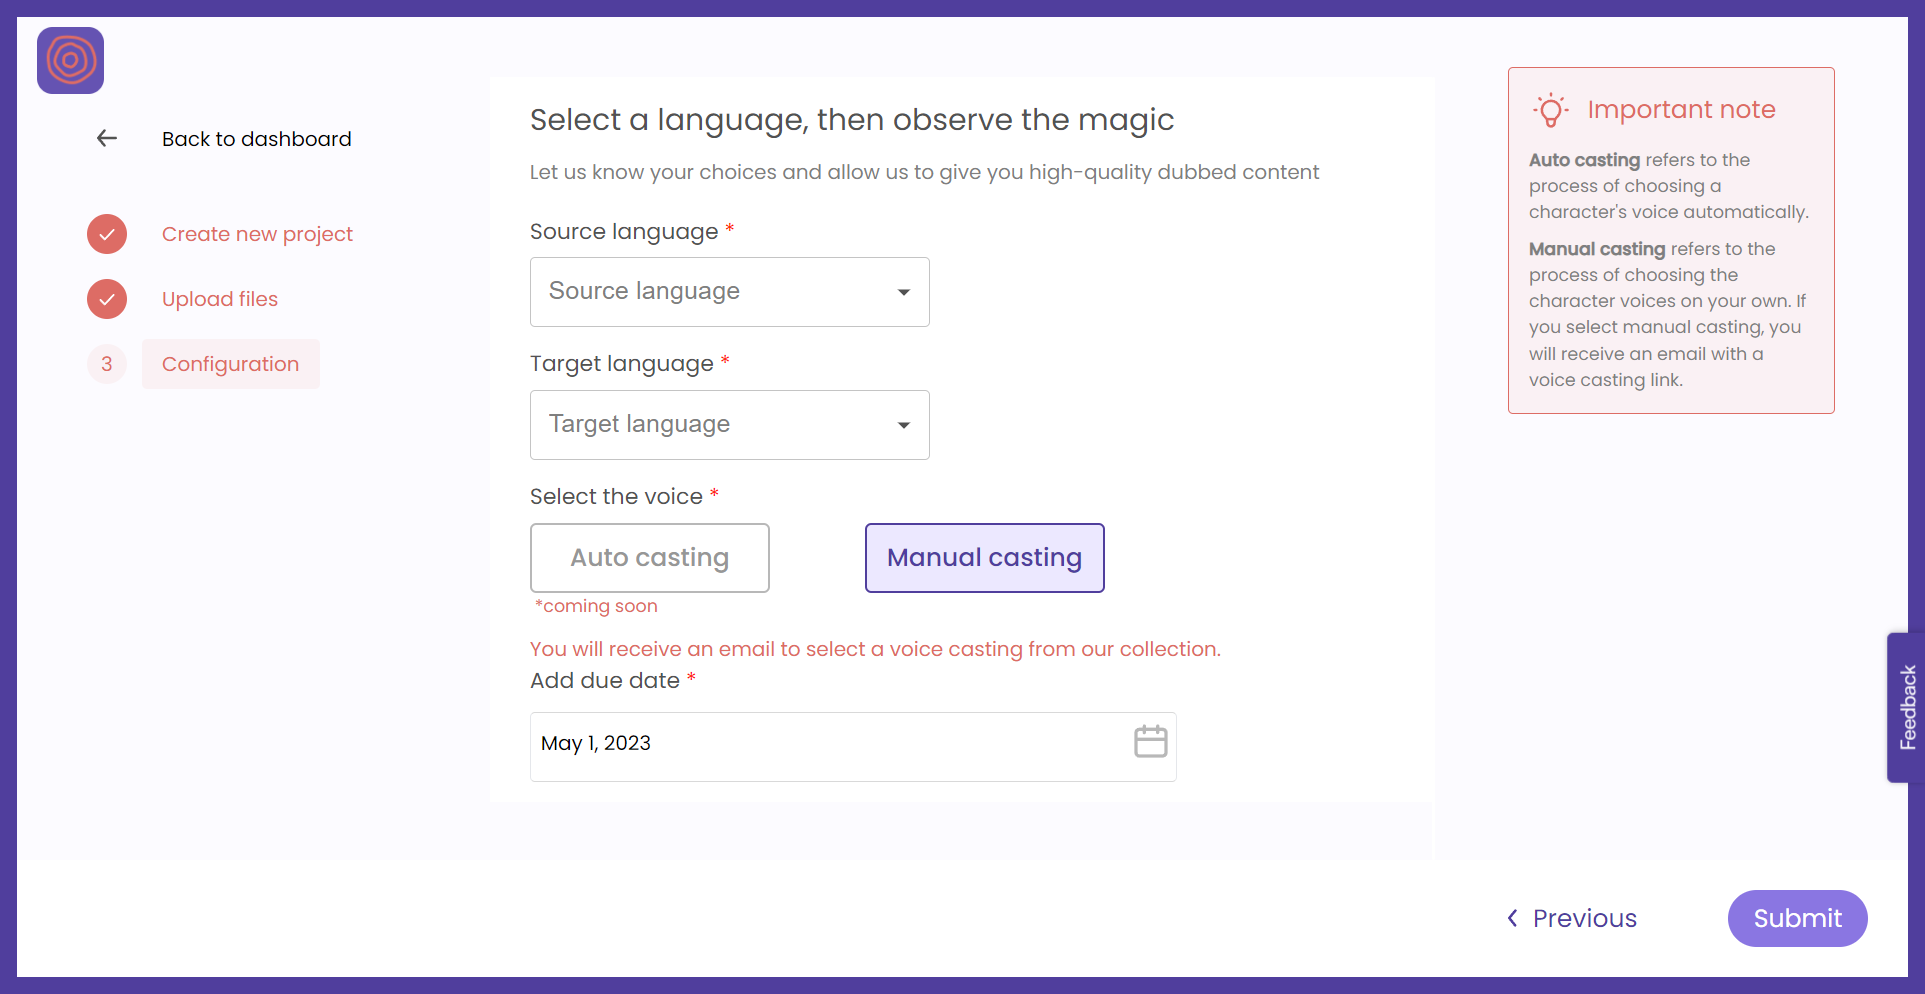 Back to dashboard
Create new project
Upload files
3 Configuration
Select a language, then observe the magic
Let us know your choices and allow us to give you high-quality dubbed content
Source language *
Source language
Target language *
Target language
Select the voice *
Auto casting
Manual casting
*coming soon
You will receive an email to select a voice casting from our collection.
Add due date *
May 1, 2023
Important note
Auto casting refers to the
process of choosing a
character's voice automatically.
Manual casting refers to the
process of choosing the
character voices on your own. If
you select manual casting, you
will receive an email with a
voice casting link.
Feedback
Previous
Submit